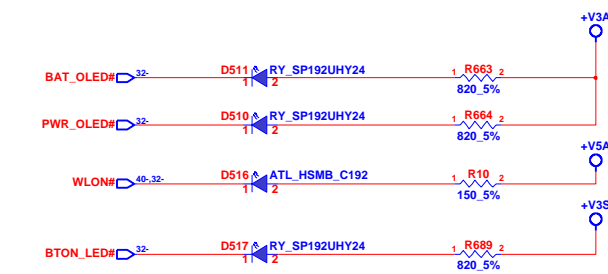 +V3A
D511 RY_SP192UHY24 1 R663 2
BAT_OLED# 32- 1 2 820_5%
D510 RY_SP192UHY24 1 R664 2
PWR_OLED# 32- 1 2 820_5%
+V5A
D516 ATL_HSMB_C192 1 R10 2
WLON# 40-,32- 1 2 150_5%
+V3S
D517 RY_SP192UHY24 1 R689 2
BTON_LED# 32- 1 2 820_5%